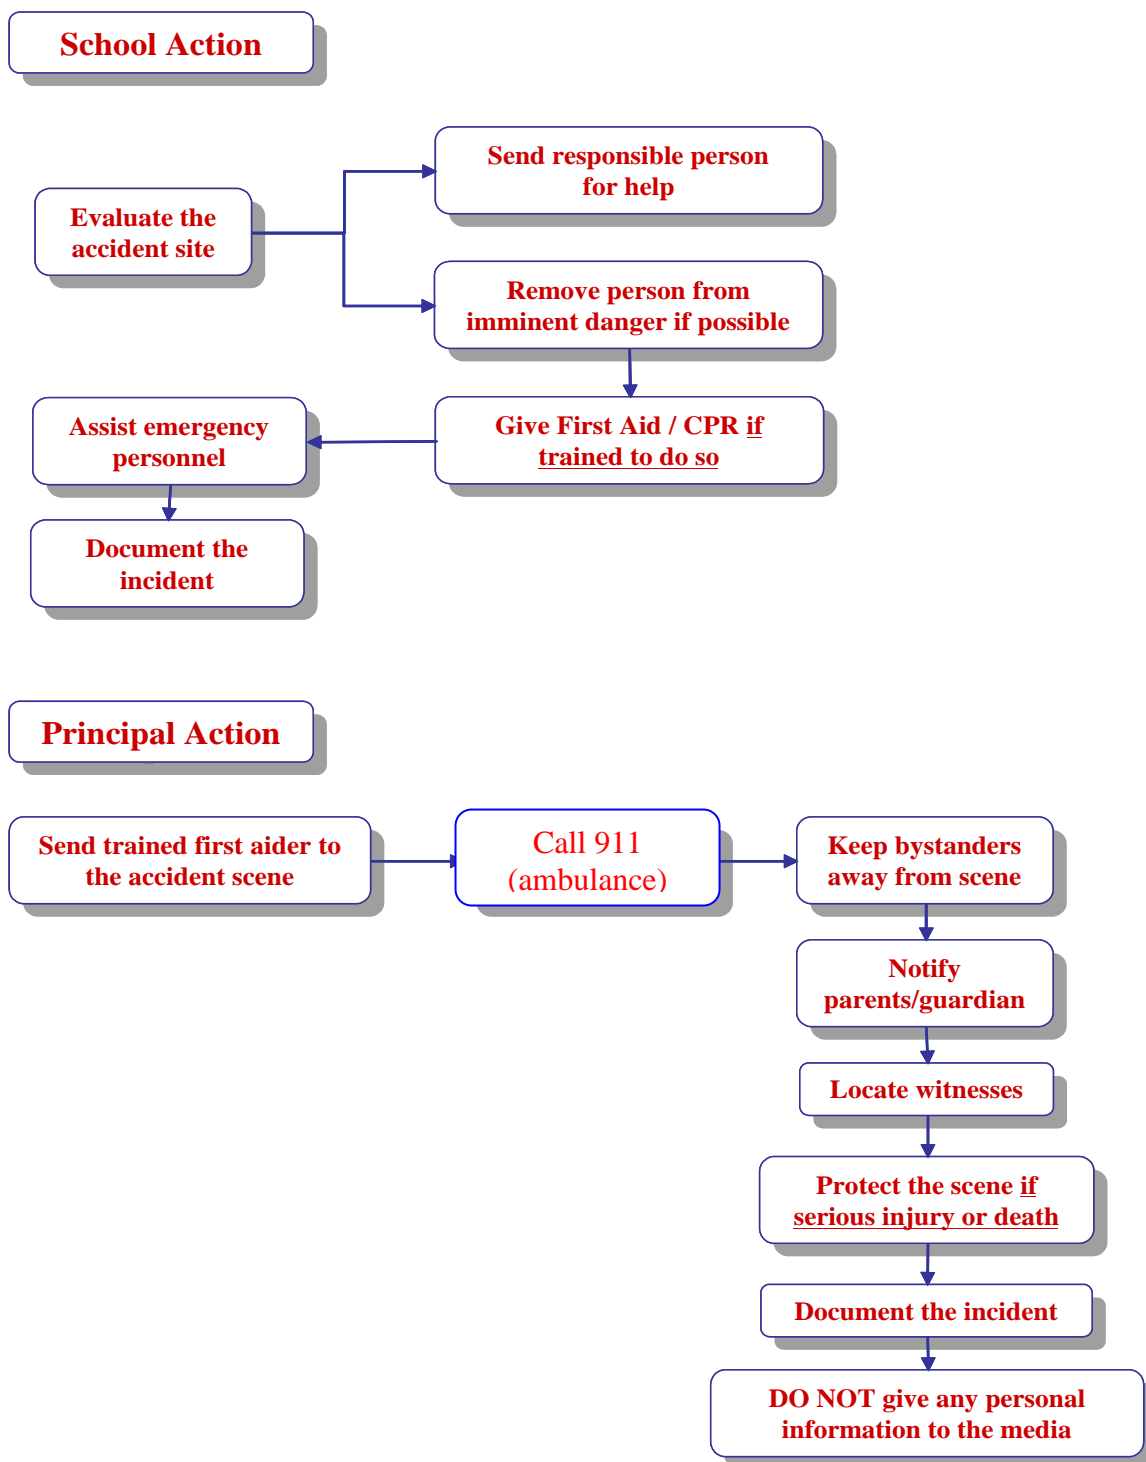 School Action
Send responsible person
for help
Evaluate the
accident site
Remove person from
imminent danger if possible
Give First Aid / CPR if
trained to do so
Assist emergency
personnel
Document the
incident
Principal Action
Send trained first aider to
the accident scene
Call 911
(ambulance)
Keep bystanders
away from scene
Notify
parents/guardian
Locate witnesses
Protect the scene if
serious injury or death
Document the incident
DO NOT give any personal
information to the media